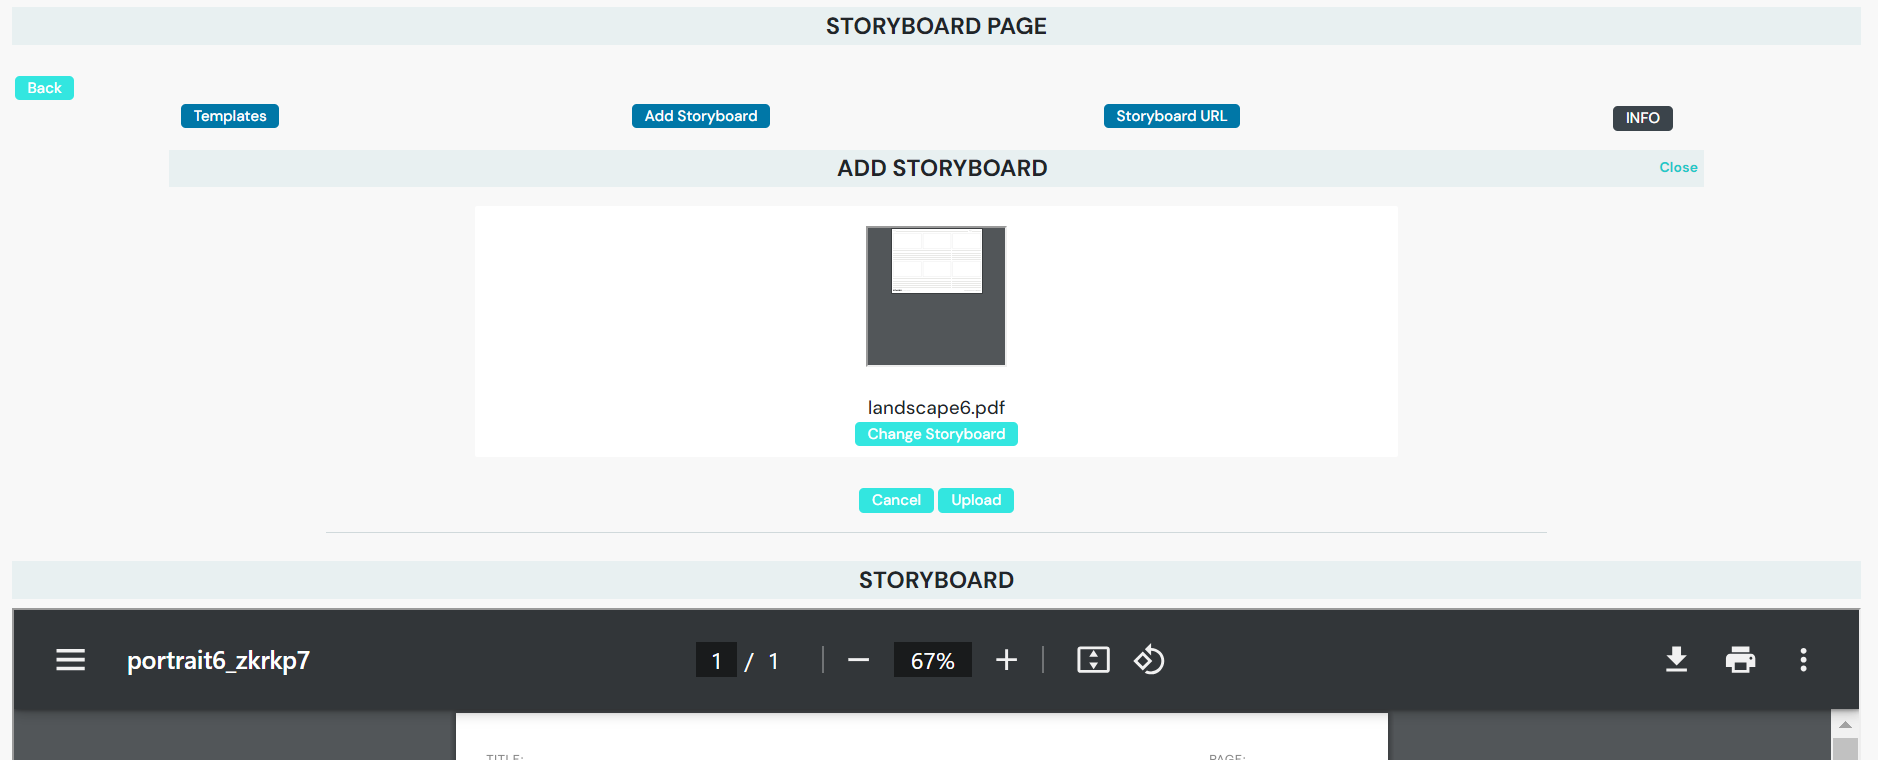 STORYBOARD PAGE
Back
Templates
Add Storyboard
Storyboard URL
INFO
ADD STORYBOARD
Close
landscape6.pdf
Change Storyboard
Cancel
Upload
STORYBOARD
portrait6_zkrkp7
1 / 1
67%
TITLE:
PAGE: